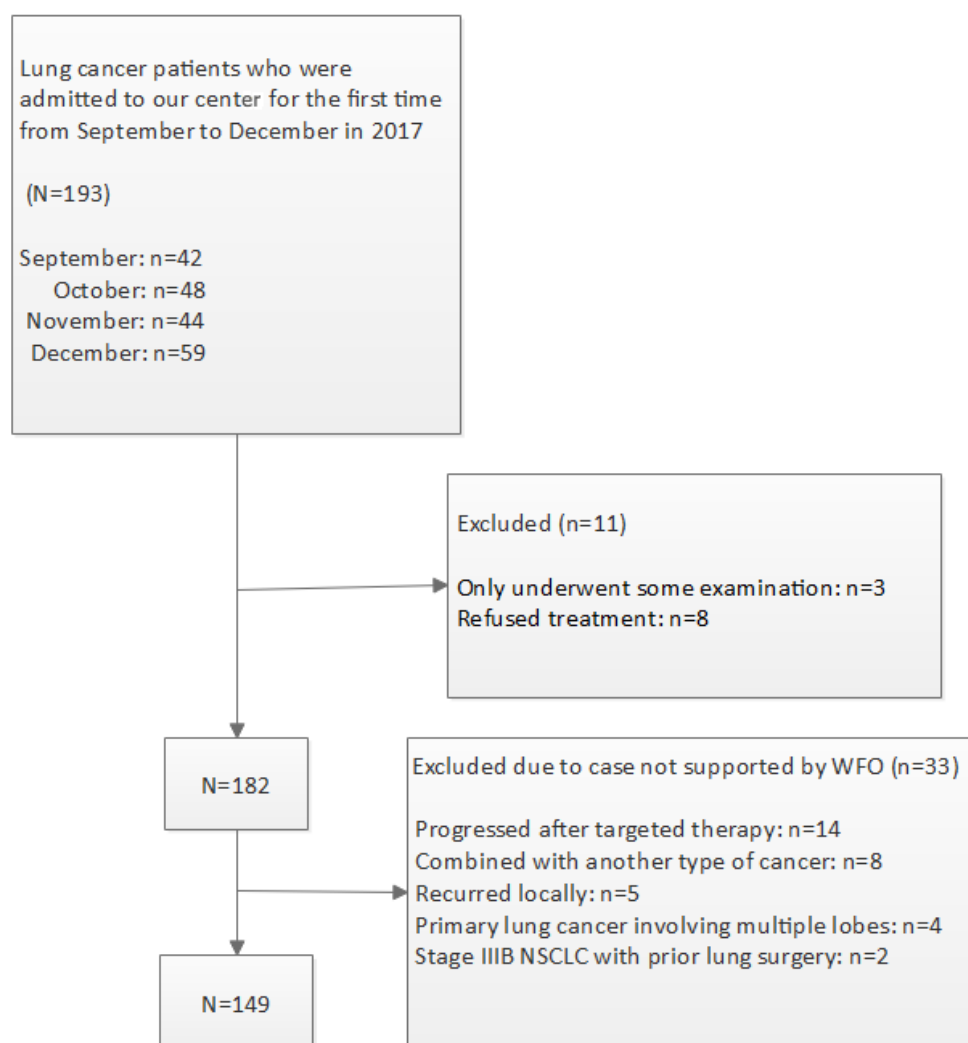 Lung cancer patients who were
admitted to our center for the first time
from September to December in 2017
(N=193)
September: n=42
October: n=48
November: n=44
December: n=59
Excluded (n=11)
Only underwent some examination: n=3
Refused treatment: n=8
N=182
Excluded due to case not supported by WFO (n=33)
Progressed after targeted therapy: n=14
Combined with another type of cancer: n=8
Recurred locally: n=5
Primary lung cancer involving multiple lobes: n=4
Stage IIIB NSCLC with prior lung surgery: n=2
N=149